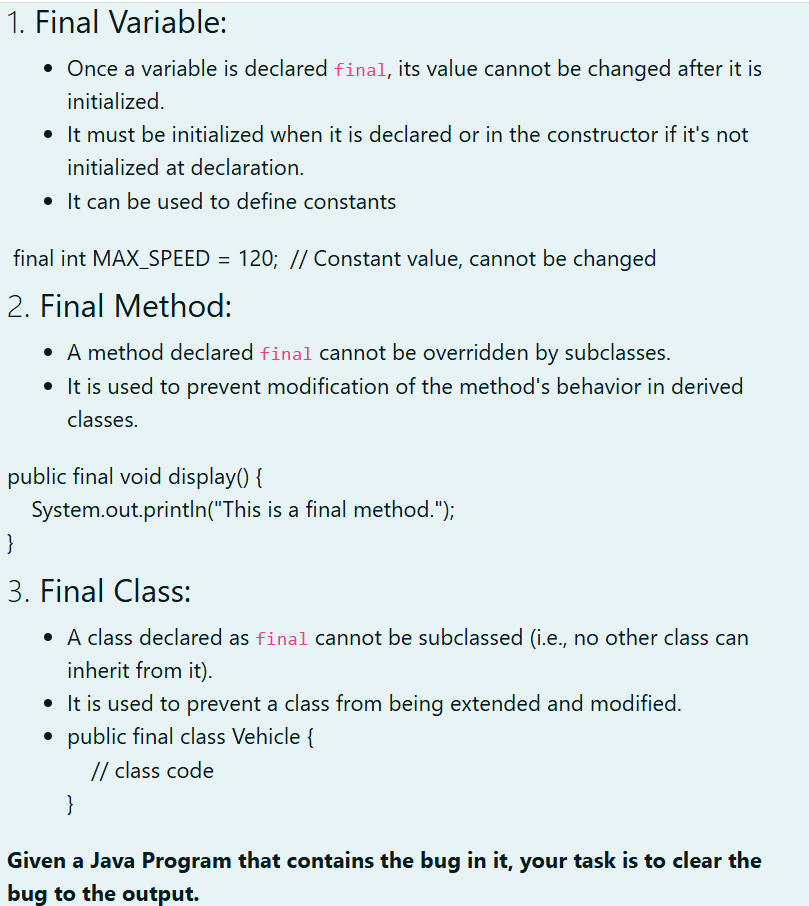 1. Final Variable:
• Once a variable is declared final, its value cannot be changed after it is
initialized.
• It must be initialized when it is declared or in the constructor if it's not
initialized at declaration.
• It can be used to define constants
final int MAX_SPEED = 120;  // Constant value, cannot be changed
2. Final Method:
• A method declared final cannot be overridden by subclasses.
• It is used to prevent modification of the method's behavior in derived
classes.
public final void display() {
System.out.println("This is a final method.");
}
3. Final Class:
• A class declared as final cannot be subclassed (i.e., no other class can
inherit from it).
• It is used to prevent a class from being extended and modified.
• public final class Vehicle {
// class code
}
Given a Java Program that contains the bug in it, your task is to clear the
bug to the output.